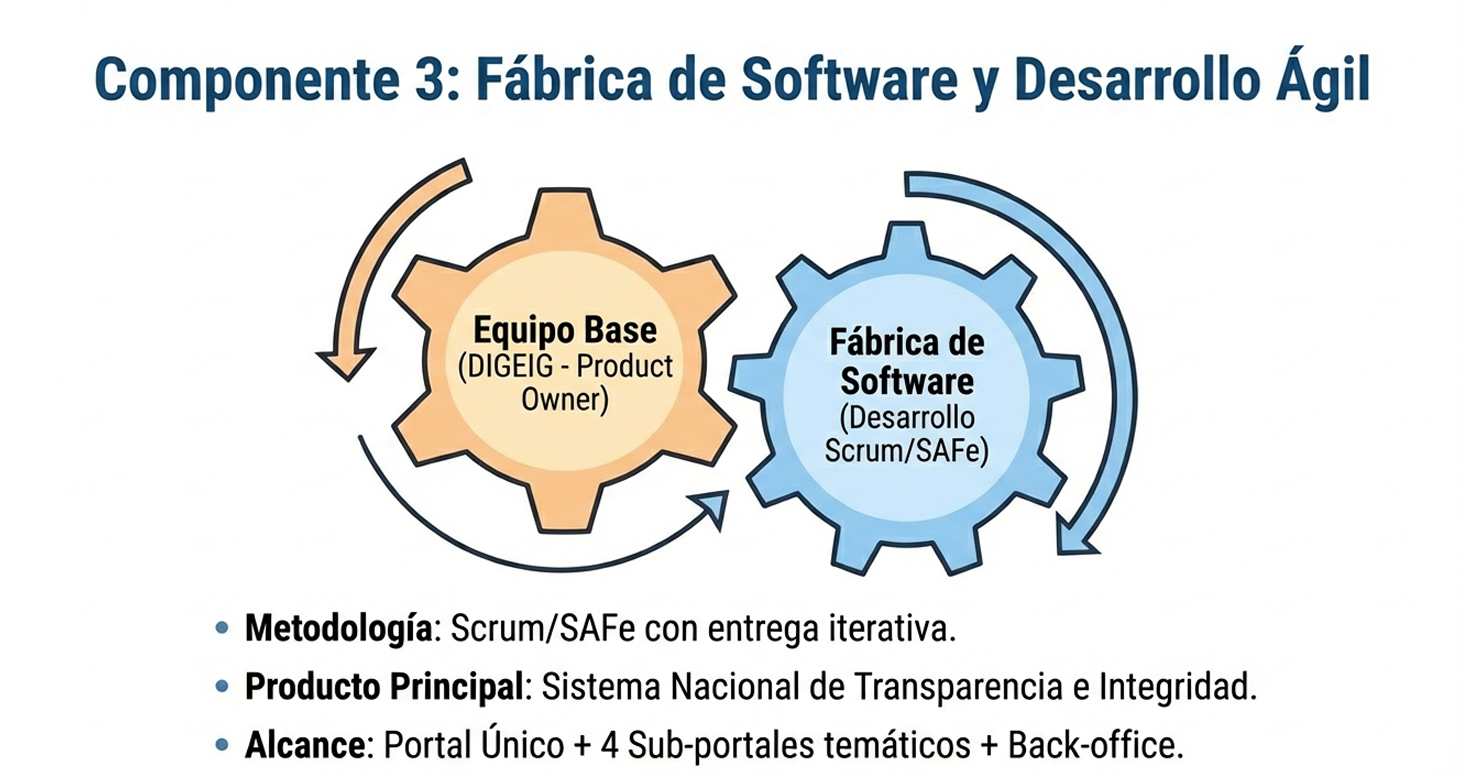 Componente 3: Fábrica de Software y Desarrollo Ágil
Equipo Base
(DIGEIG - Product
Owner)
Fábrica de
Software
(Desarrollo
Scrum/SAFe)
• Metodología: Scrum/SAFe con entrega iterativa.
• Producto Principal: Sistema Nacional de Transparencia e Integridad.
• Alcance: Portal Único + 4 Sub-portales temáticos + Back-office.